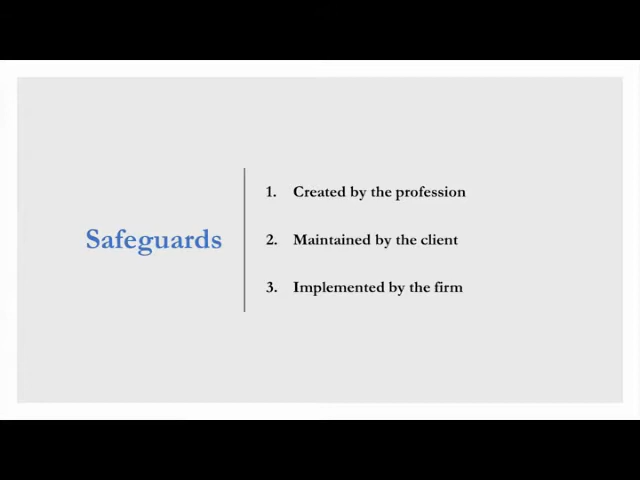 Safeguards
1. Created by the profession
2. Maintained by the client
3. Implemented by the firm